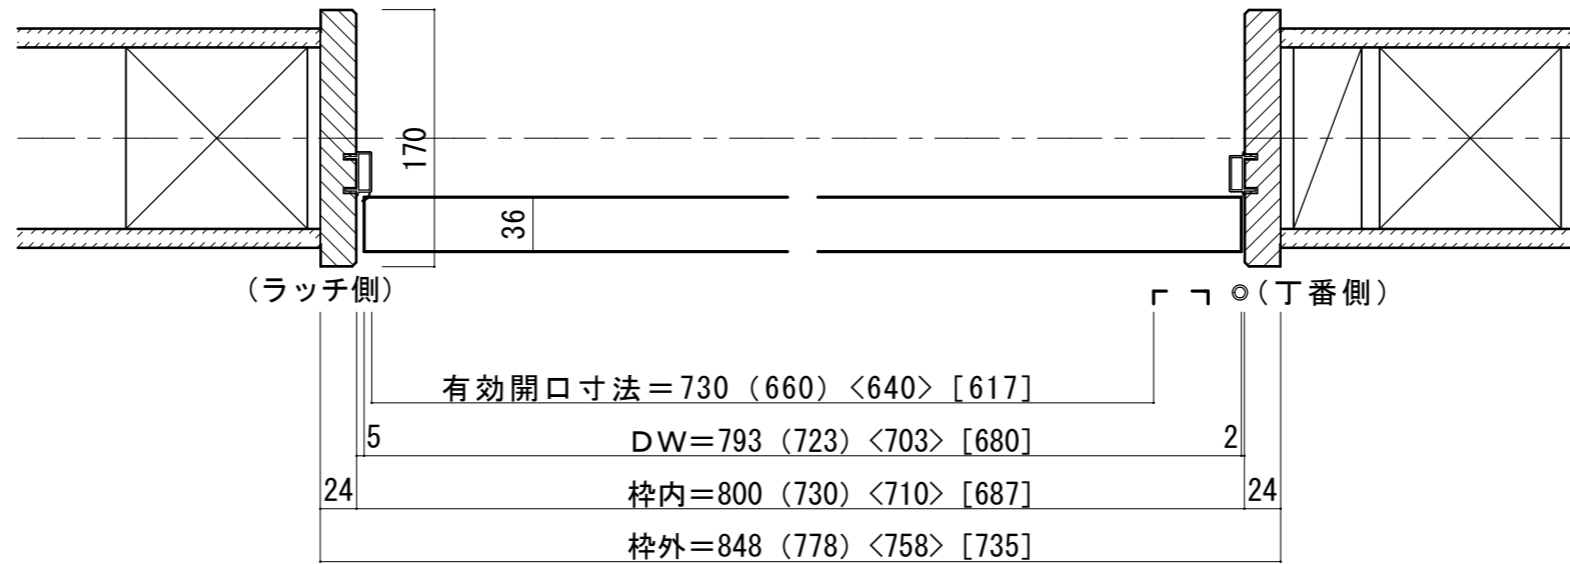 170
36
(ラッチ側)
(丁番側)
有効開口寸法=730 (660) <640> [617]
5
DW=793 (723) <703> [680]
2
24
枠内=800 (730) <710> [687]
24
枠外=848 (778) <758> [735]